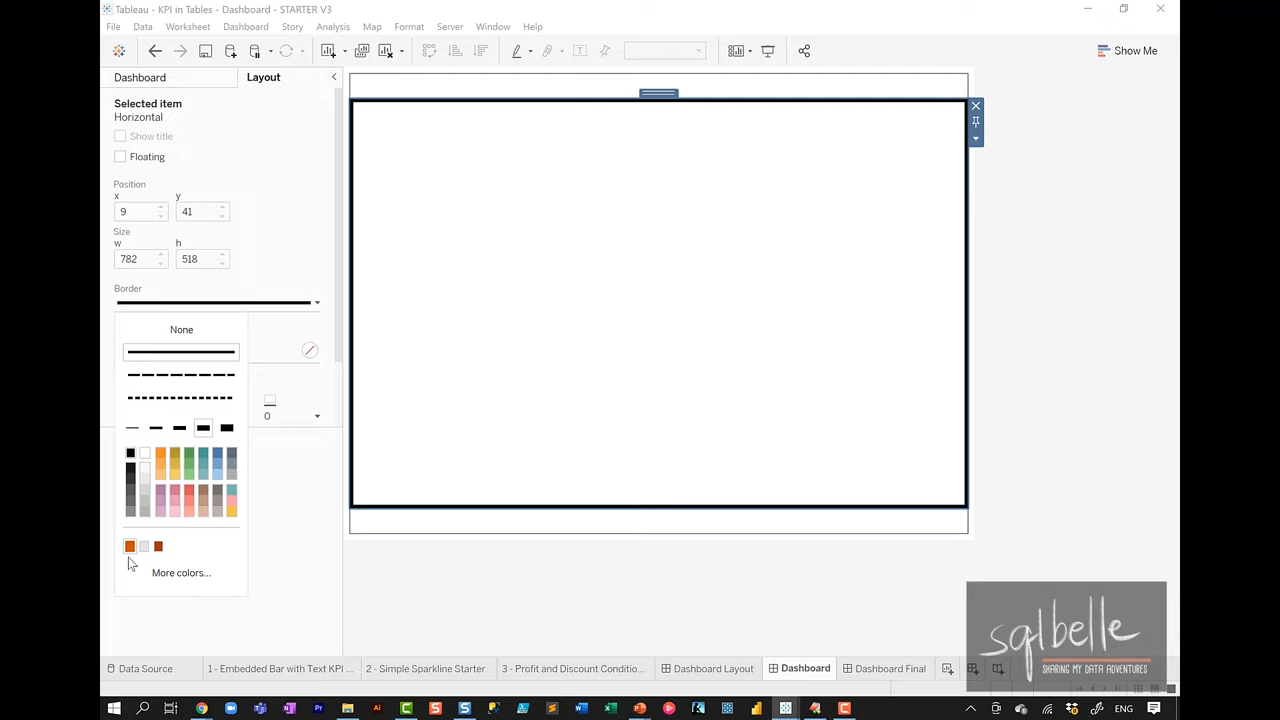 Tableau - KPI in Tables - Dashboard - STARTER V3
File Data Worksheet Dashboard Story Analysis Map Format Server Window Help
Show Me
Dashboard Layout
Selected item
Horizontal
Show title
Floating
Position
x y
9 41
Size
w h
782 518
Border
None
0
More colors...
sqlbelle
SHARING MY DATA ADVENTURES
Data Source 1 - Embedded Bar with Text KPI ... 2 - Simple Sparkline Starter 3 - Profit and Discount Conditio... Dashboard Layout Dashboard Dashboard Final
ENG